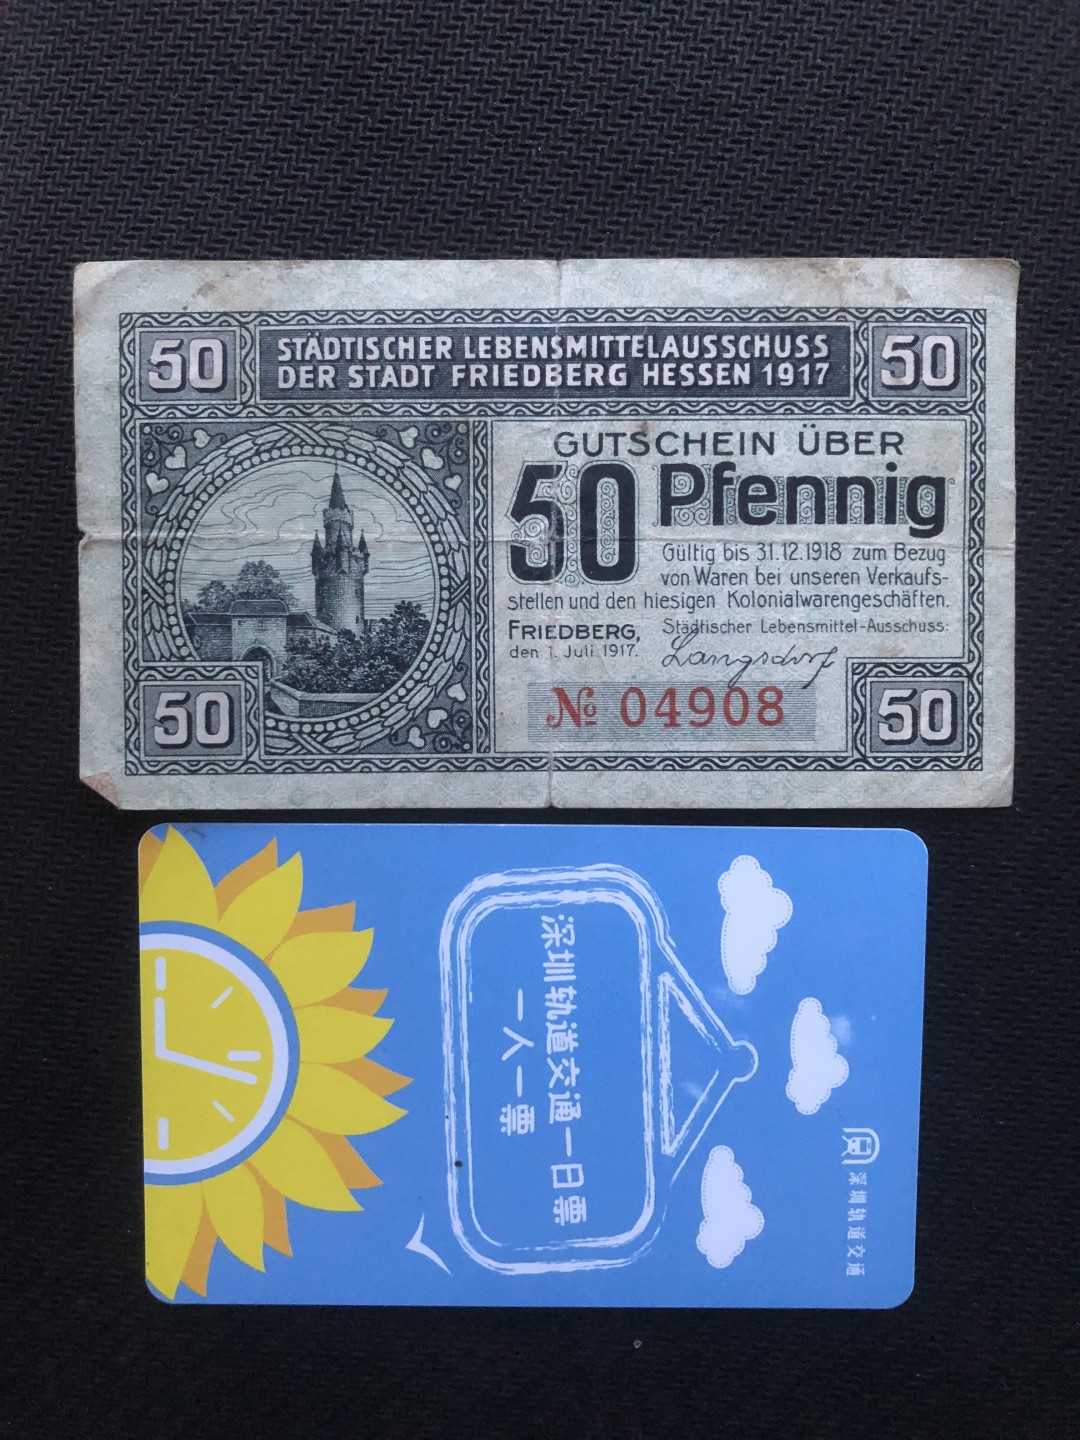 50
STÄDTISCHER LEBENSMITTELAUSSCHUSS
DER STADT FRIEDBERG HESSEN 1917
50
GUTSCHEIN ÜBER
50 Pfennig
Gültig bis 31.12.1918 zum Bezug
von Waren bei unseren Verkaufs-
stellen und den hiesigen Kolonialwarengeschäften.
FRIEDBERG,
den 1. Juli 1917.
Städtischer Lebensmittel-Ausschuss:
Langsdorf
50
№ 04908
50
深圳轨道交通
深圳轨道交通一日票
一人一票